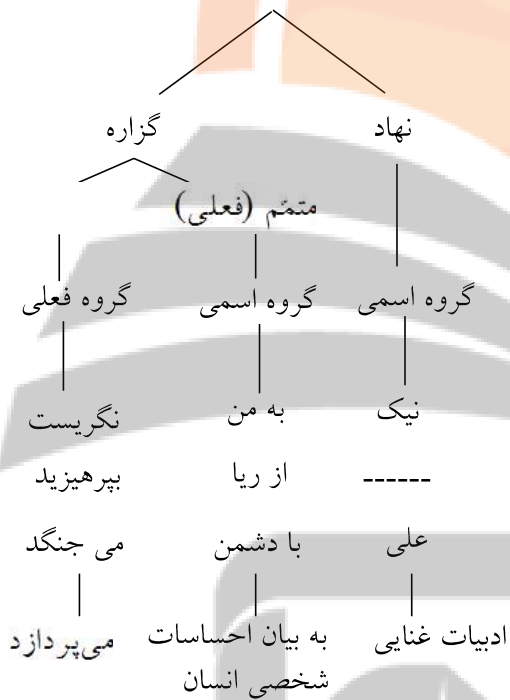 نهاد گزاره
متمّم (فعلی)
گروه اسمی گروه اسمی گروه فعلی
نیک به من نگریست
------ از ریا بپرهیزید
علی با دشمن می جنگد
ادبیات غنایی به بیان احساسات شخصی انسان می‌پردازد